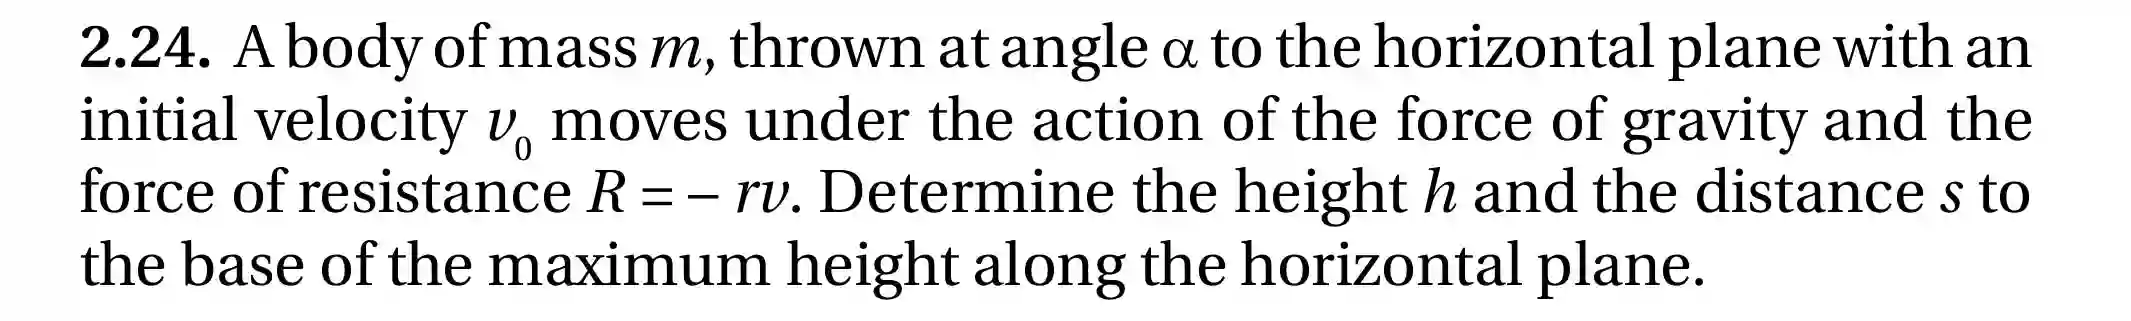 2.24. A body of mass m, thrown at angle α to the horizontal plane with an
initial velocity v₀ moves under the action of the force of gravity and the
force of resistance R = – rv. Determine the height h and the distance s to
the base of the maximum height along the horizontal plane.